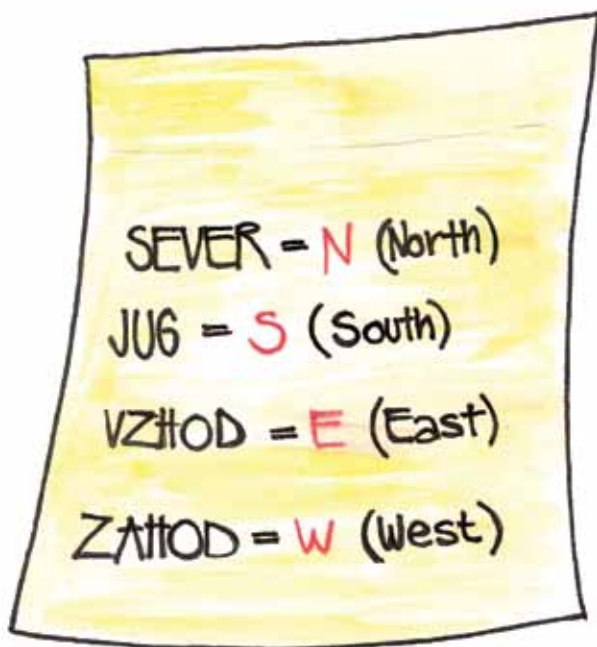 SEVER = N (North)
JUG = S (South)
VZHOD = E (East)
ZAHOD = W (West)